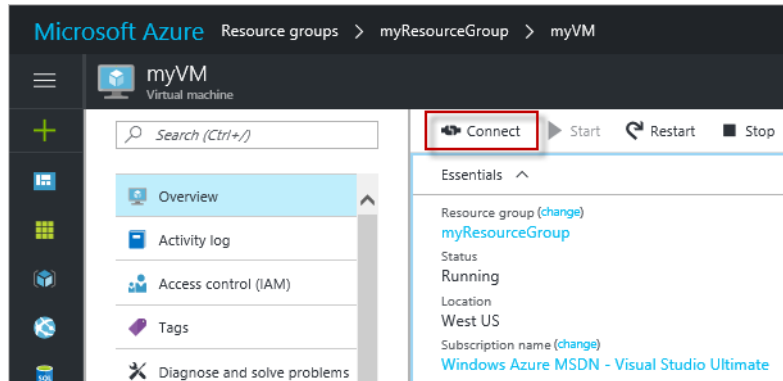 Microsoft Azure Resource groups > myResourceGroup > myVM
myVM
Virtual machine
Search (Ctrl+/)
Overview
Activity log
Access control (IAM)
Tags
Diagnose and solve problems
Connect Start Restart Stop
Essentials
Resource group (change)
myResourceGroup
Status
Running
Location
West US
Subscription name (change)
Windows Azure MSDN - Visual Studio Ultimate
SQL